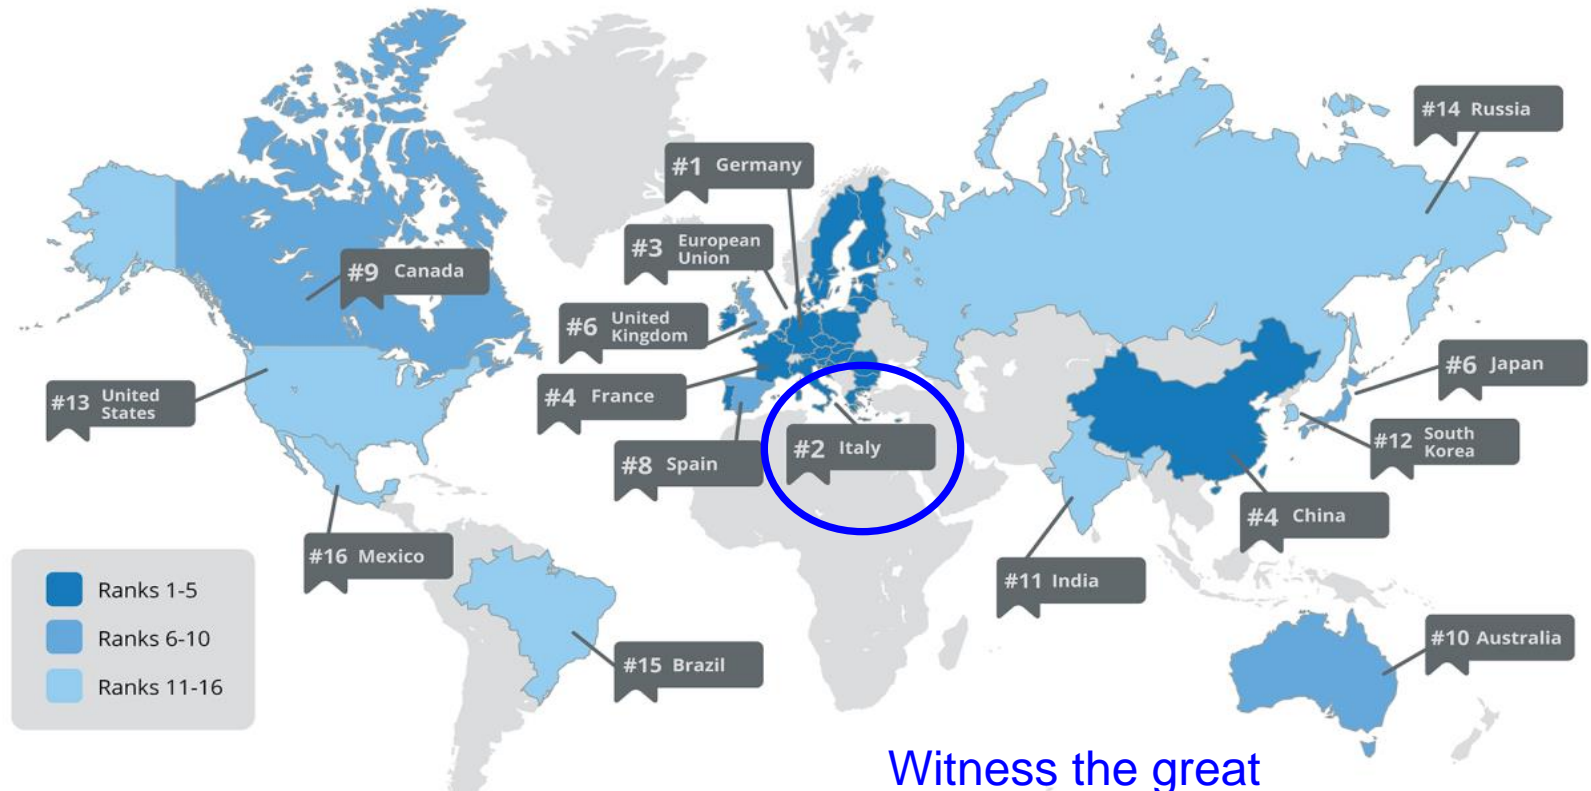 #14 Russia
#1 Germany
#3 European
Union
#9 Canada
#6 United
Kingdom
#6 Japan
#4 France
#13 United
States
#2 Italy
#12 South
Korea
#8 Spain
#4 China
#16 Mexico
#11 India
Ranks 1-5
Ranks 6-10
#10 Australia
#15 Brazil
Ranks 11-16
Witness the great